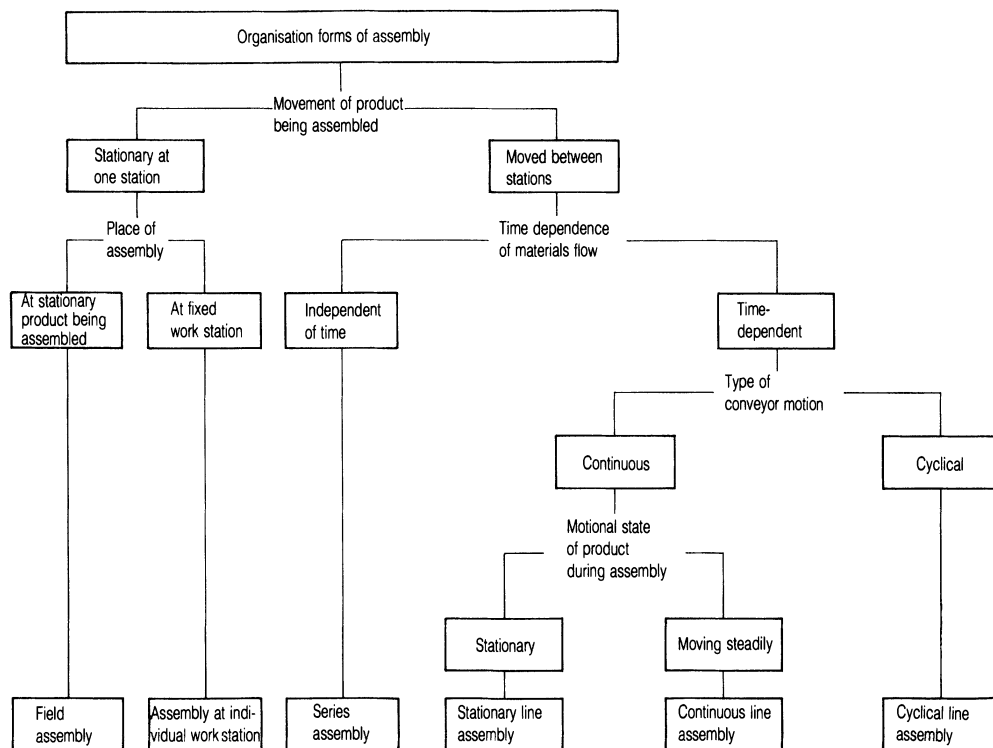 Organisation forms of assembly
Movement of product
being assembled
Stationary at
one station
Moved between
stations
Place of
assembly
Time dependence
of materials flow
At stationary
product being
assembled
At fixed
work station
Independent
of time
Time-
dependent
Type of
conveyor motion
Continuous
Cyclical
Motional state
of product
during assembly
Stationary
Moving steadily
Field
assembly
Assembly at indi-
vidual work station
Series
assembly
Stationary line
assembly
Continuous line
assembly
Cyclical line
assembly